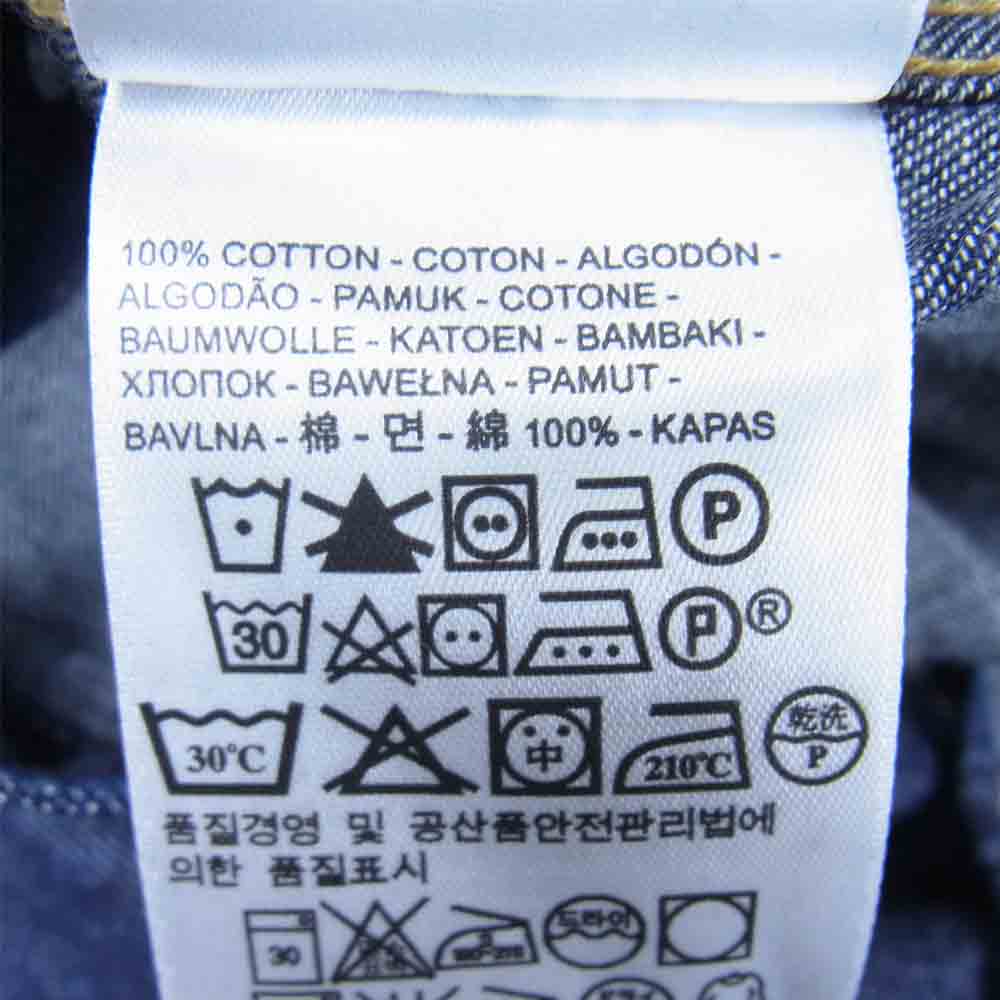 100% COTTON - COTON - ALGODÓN -
ALGODÃO - PAMUK - COTONE -
BAUMWOLLE - KATOEN - BAMBAKI -
ХЛОПОК - BAWEŁNA - PAMUT -
BAVLNA - 棉 - 면 - 綿 100% - KAPAS
P
30 P ®
30°C 中 210°C 乾洗 P
품질경영 및 공산품안전관리법에
의한 품질표시
30 드라이